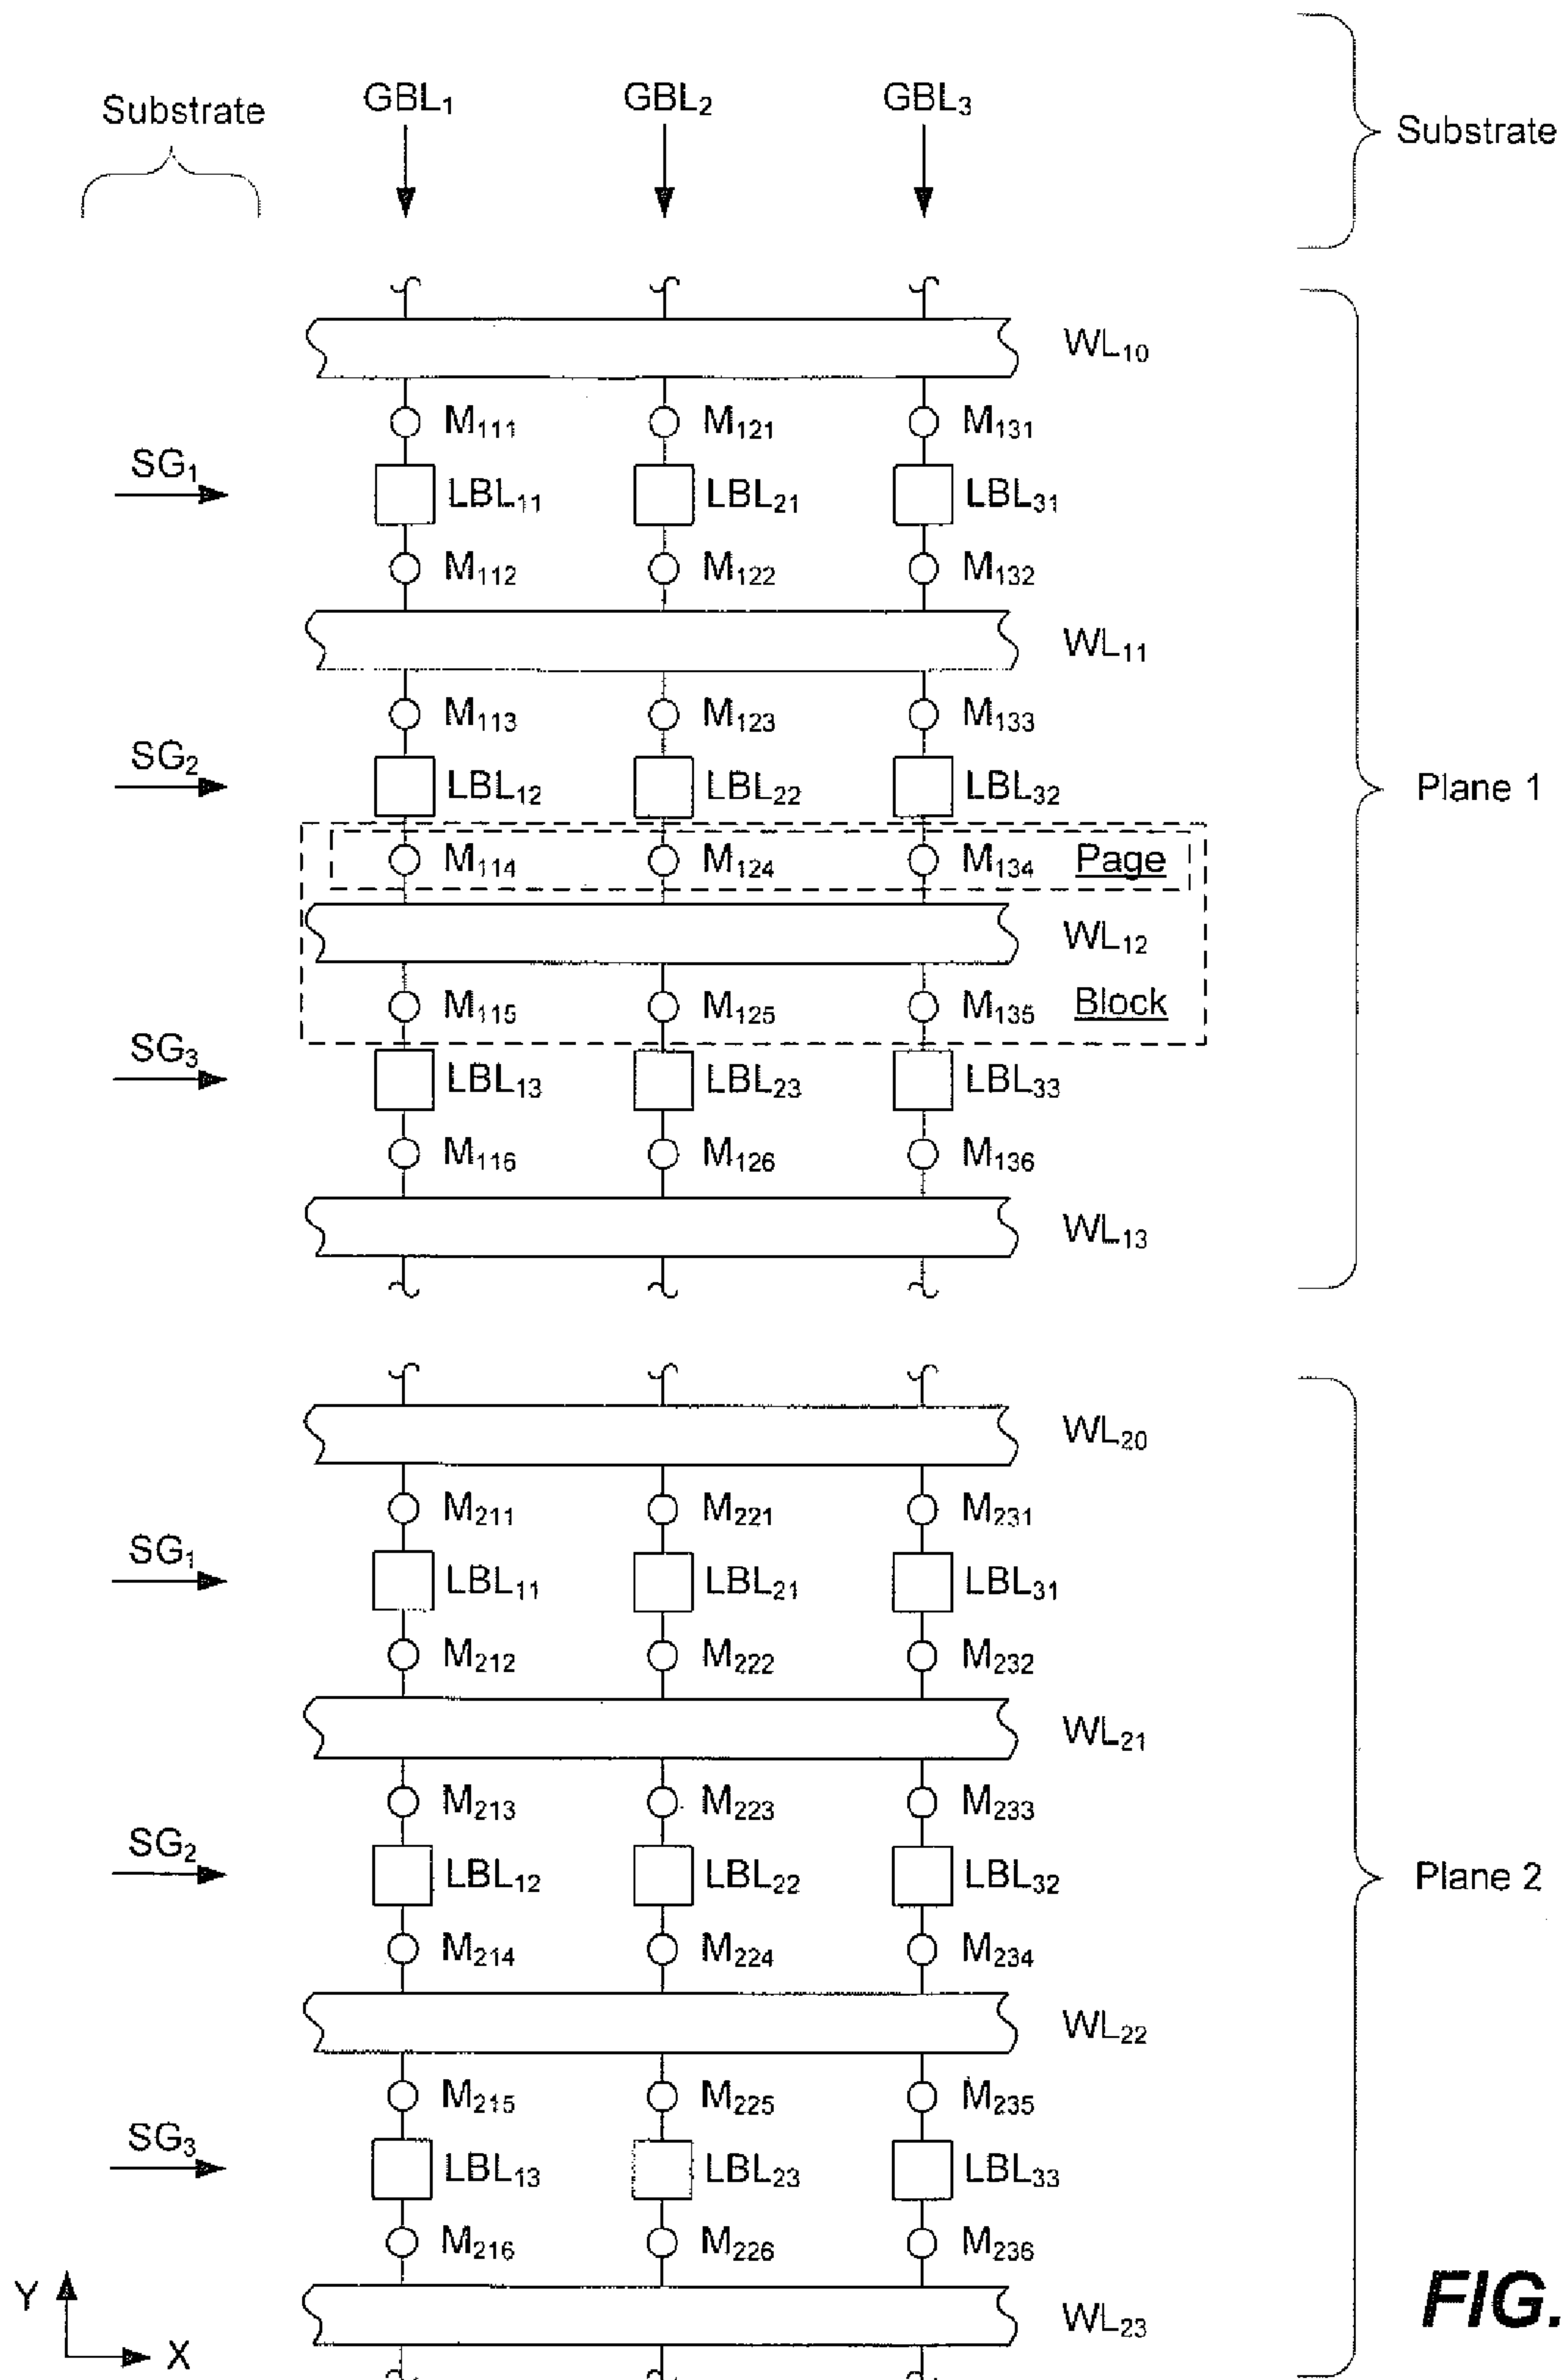 Substrate GBL₁ GBL₂ GBL₃ Substrate
WL₁₀
M₁₁₁ M₁₂₁ M₁₃₁
SG₁ LBL₁₁ LBL₂₁ LBL₃₁
M₁₁₂ M₁₂₂ M₁₃₂
WL₁₁
M₁₁₃ M₁₂₃ M₁₃₃
SG₂ LBL₁₂ LBL₂₂ LBL₃₂ Plane 1
M₁₁₄ M₁₂₄ M₁₃₄ Page
WL₁₂
M₁₁₅ M₁₂₅ M₁₃₅ Block
SG₃ LBL₁₃ LBL₂₃ LBL₃₃
M₁₁₆ M₁₂₆ M₁₃₆
WL₁₃
WL₂₀
M₂₁₁ M₂₂₁ M₂₃₁
SG₁ LBL₁₁ LBL₂₁ LBL₃₁
M₂₁₂ M₂₂₂ M₂₃₂
WL₂₁
M₂₁₃ M₂₂₃ M₂₃₃
SG₂ LBL₁₂ LBL₂₂ LBL₃₂ Plane 2
M₂₁₄ M₂₂₄ M₂₃₄
WL₂₂
M₂₁₅ M₂₂₅ M₂₃₅
SG₃ LBL₁₃ LBL₂₃ LBL₃₃
M₂₁₆ M₂₂₆ M₂₃₆
WL₂₃
Y X
FIG.